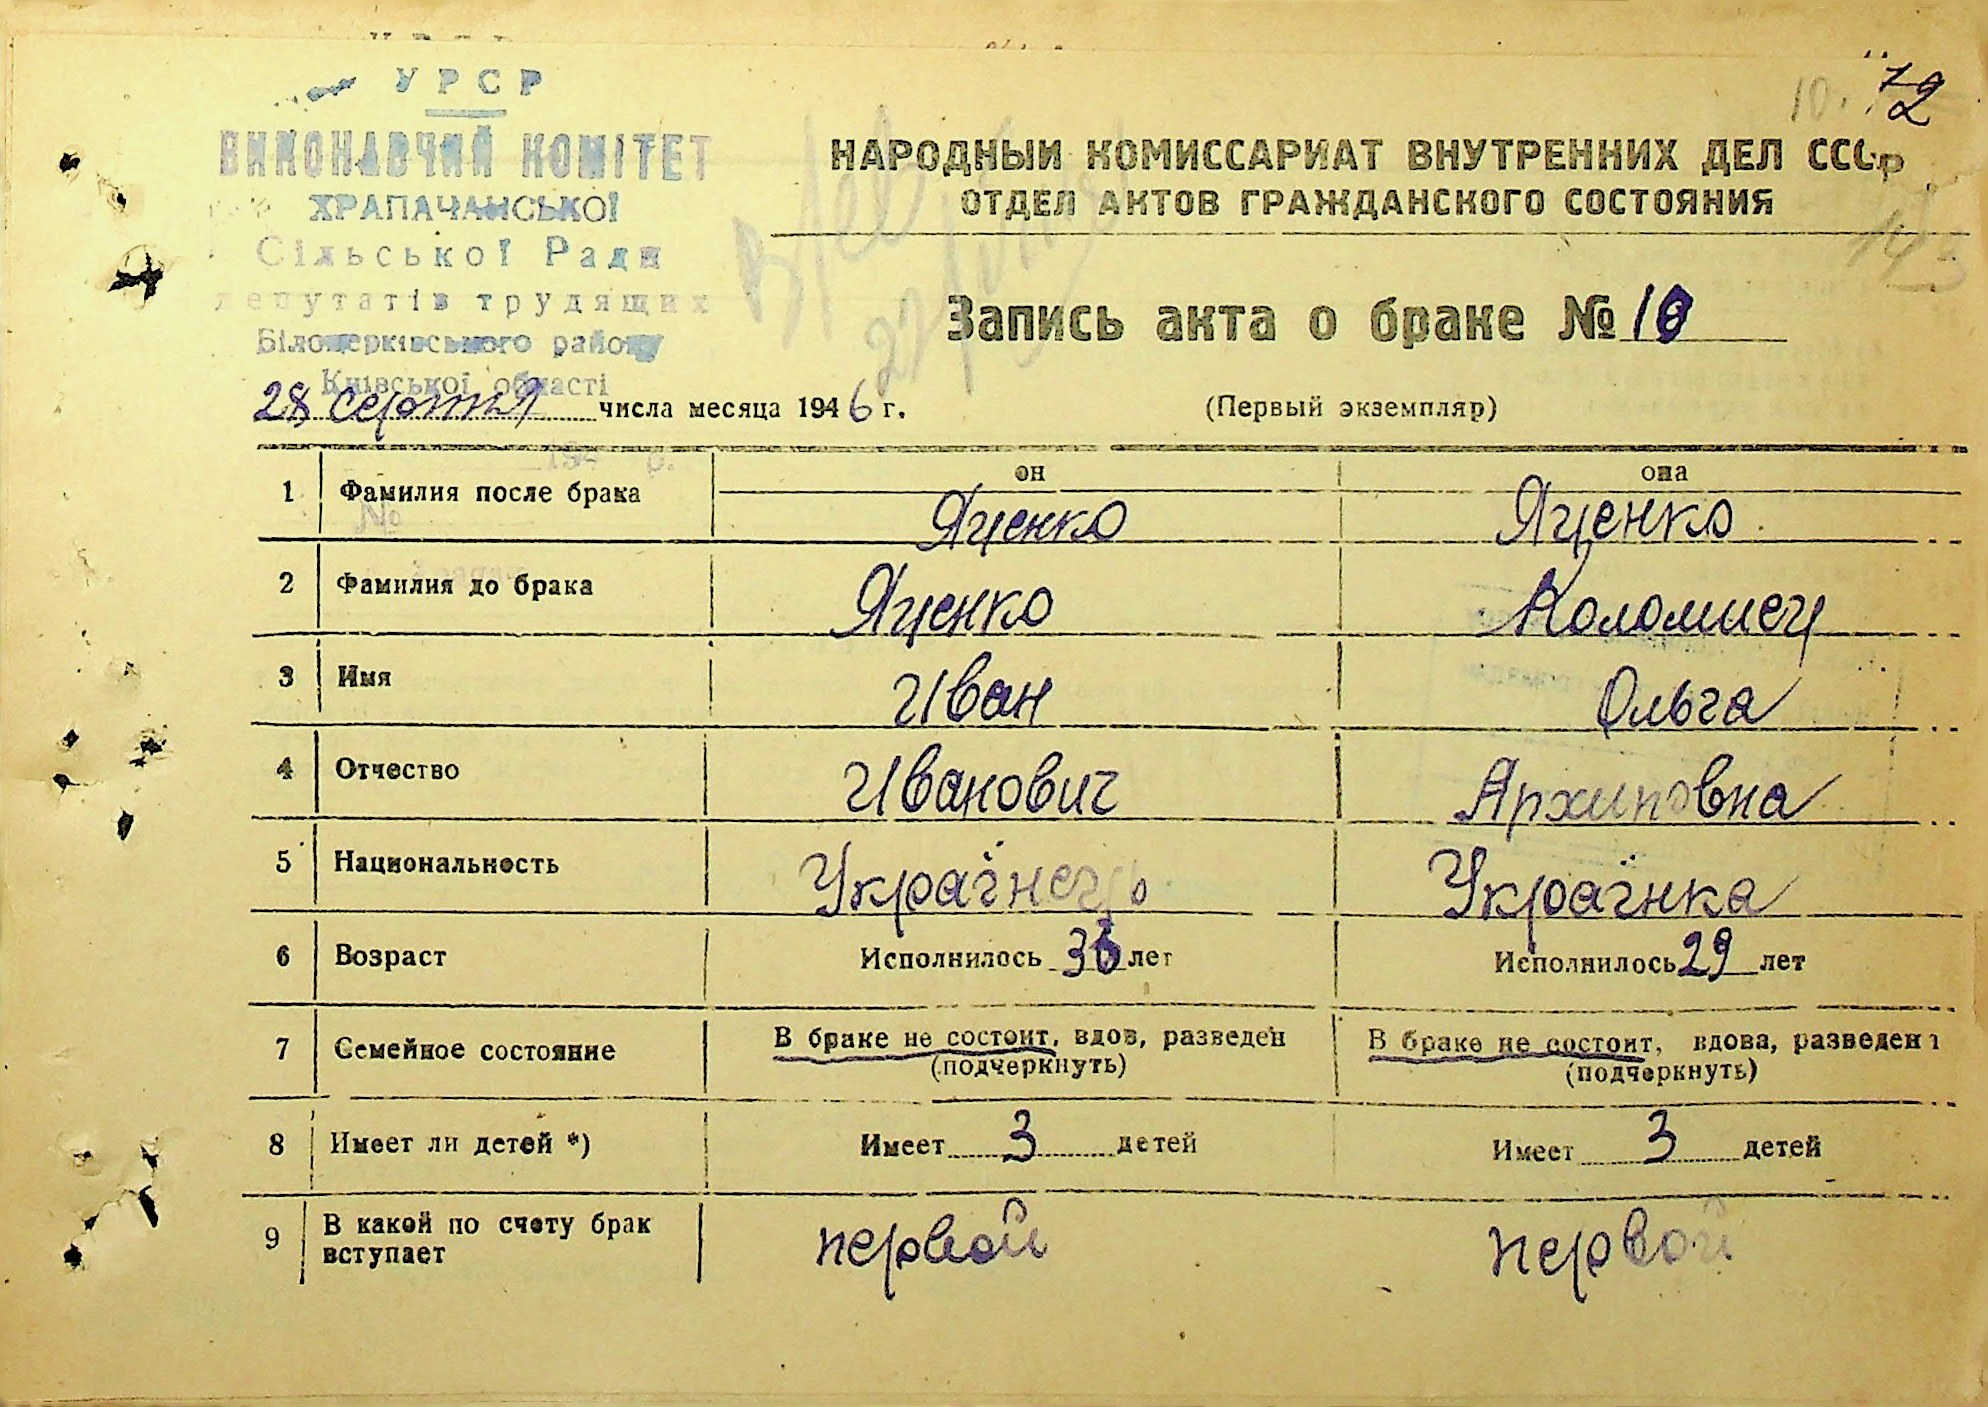 72
УРСР
ВИКОНАВЧИЙ КОМІТЕТ
ХРАПАЧАНСЬКОЇ
Сільської Ради
депутатів трудящих
Білоцерківського району
Київської області
НАРОДНЫЙ КОМИССАРИАТ ВНУТРЕННИХ ДЕЛ СССР
ОТДЕЛ АКТОВ ГРАЖДАНСКОГО СОСТОЯНИЯ
Запись акта о браке № 10
28 серпня числа месяца 1946 г.
(Первый экземпляр)
он она
1 Фамилия после брака Яценко Яценко
2 Фамилия до брака Яценко Коломиец
3 Имя Иван Ольга
4 Отчество Иванович Архиповна
5 Национальность Українець Українка
6 Возраст Исполнилось лет Исполнилось 29 лет
7 Семейное состояние В браке не состоит, вдов, разведен В браке не состоит, вдова, разведена
(подчеркнуть) (подчеркнуть)
8 Имеет ли детей *) Имеет 3 детей Имеет 3 детей
9 В какой по счету брак вступает первой первой